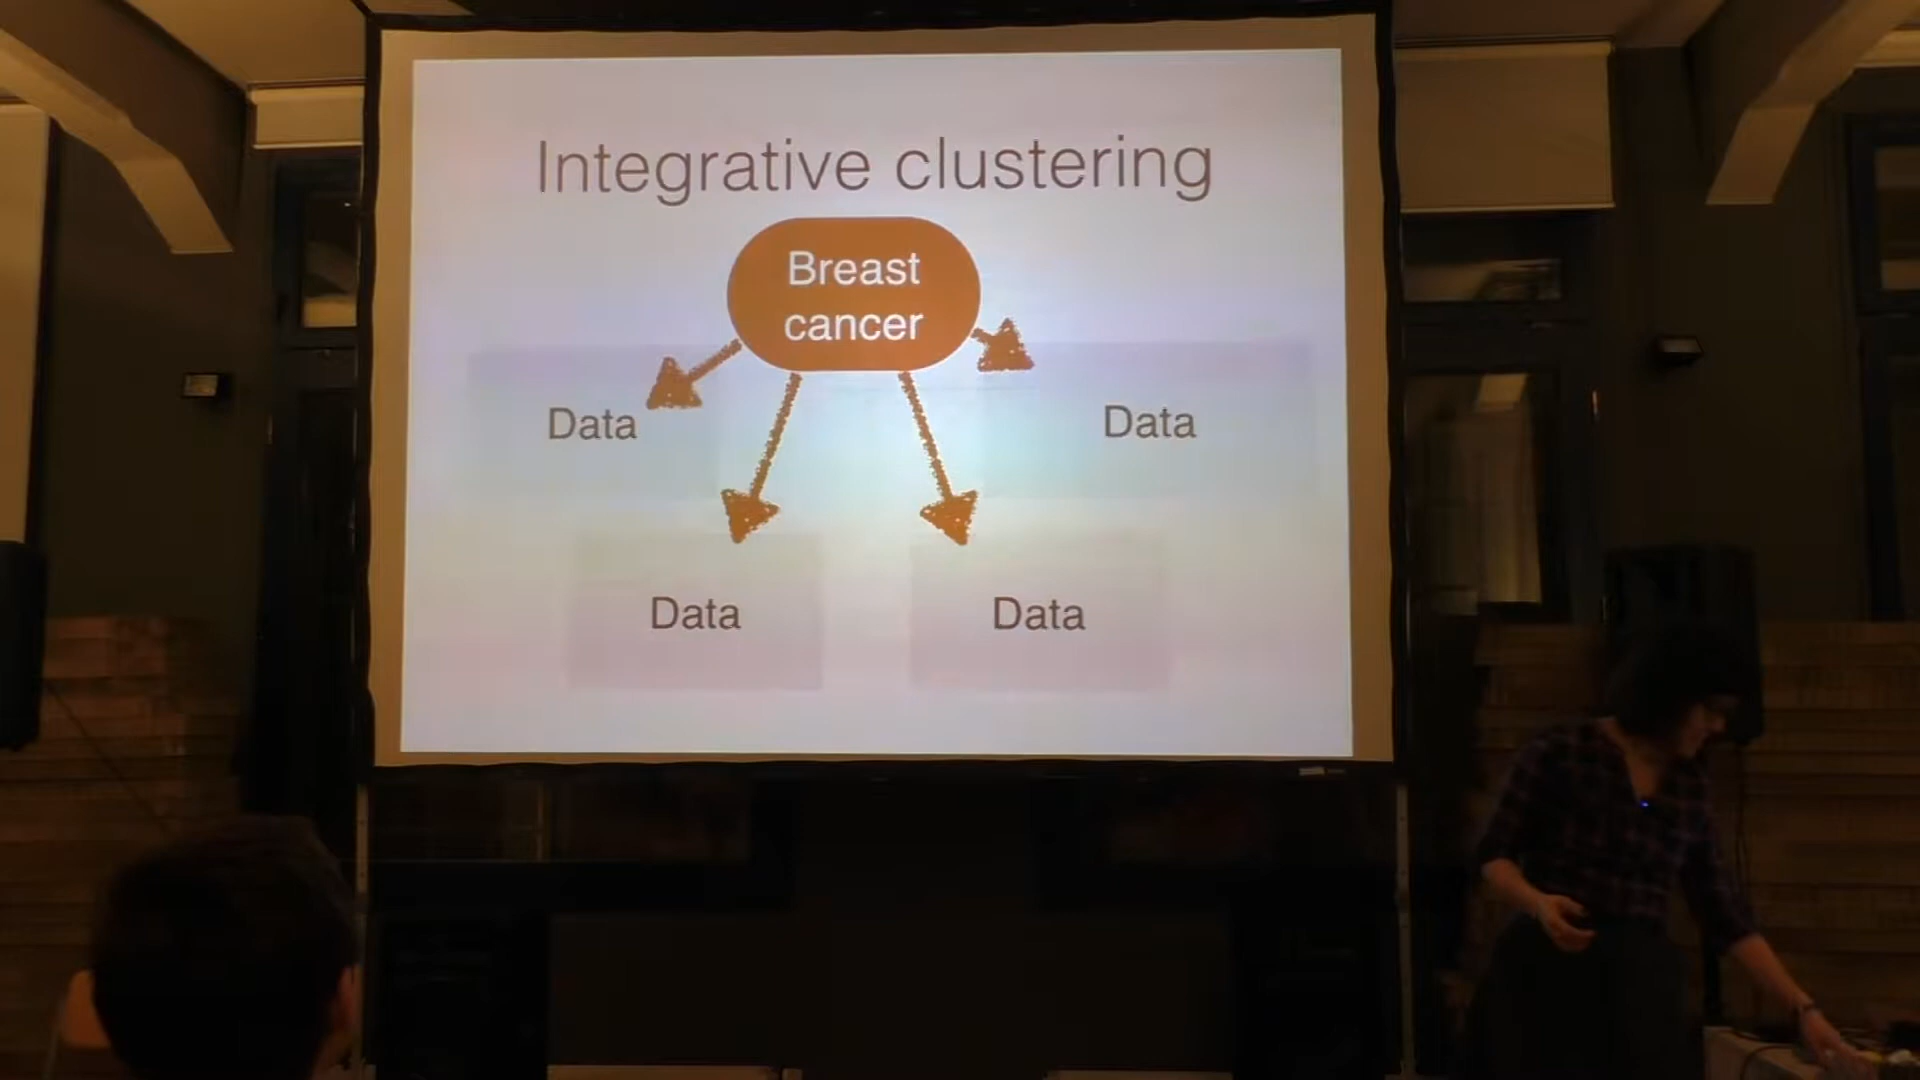 Integrative clustering
Breast
cancer
Data
Data
Data
Data